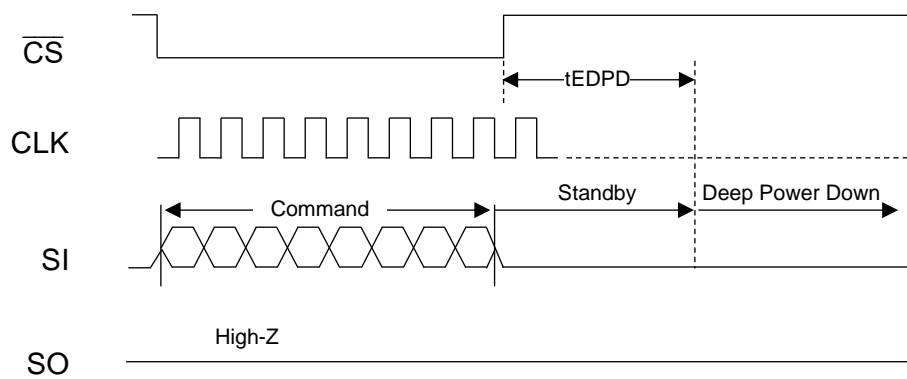 CS
tEDPD
CLK
Command
Standby
Deep Power Down
SI
High-Z
SO